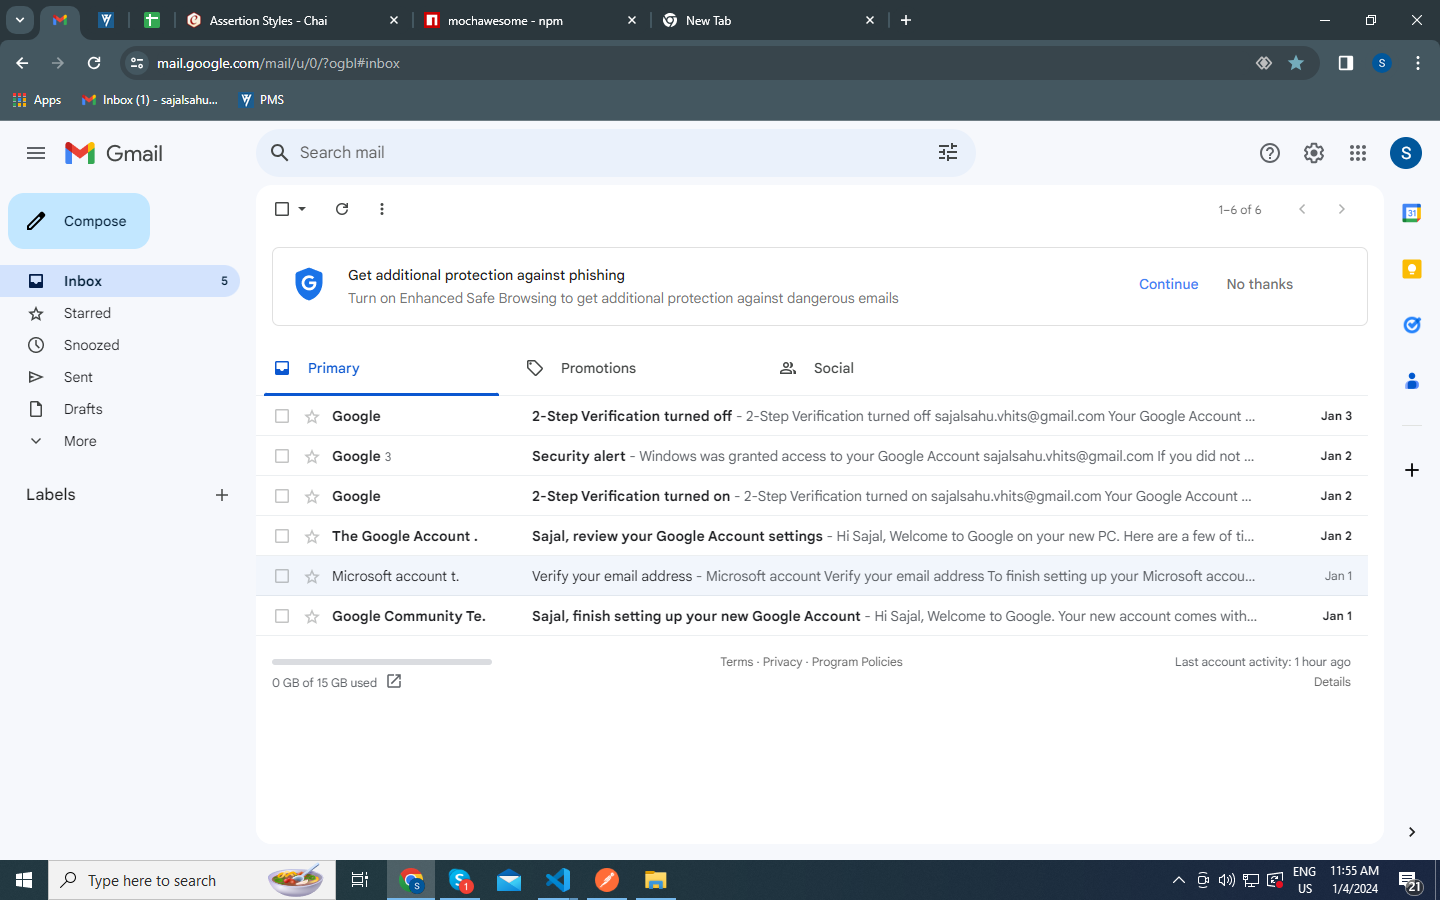 Assertion Styles - Chai
mochawesome - npm
New Tab
mail.google.com/mail/u/0/?ogbl#inbox
S
Apps
Inbox (1) - sajalsahu...
PMS
Gmail
Search mail
S
Compose
1–6 of 6
31
G
Get additional protection against phishing
Turn on Enhanced Safe Browsing to get additional protection against dangerous emails
Continue
No thanks
Inbox 5
Starred
Snoozed
Sent
Drafts
More
Labels
Primary
Promotions
Social
Google 2-Step Verification turned off - 2-Step Verification turned off sajalsahu.vhits@gmail.com Your Google Account ... Jan 3
Google 3 Security alert - Windows was granted access to your Google Account sajalsahu.vhits@gmail.com If you did not ... Jan 2
Google 2-Step Verification turned on - 2-Step Verification turned on sajalsahu.vhits@gmail.com Your Google Account ... Jan 2
The Google Account . Sajal, review your Google Account settings - Hi Sajal, Welcome to Google on your new PC. Here are a few of ti... Jan 2
Microsoft account t. Verify your email address - Microsoft account Verify your email address To finish setting up your Microsoft accou... Jan 1
Google Community Te. Sajal, finish setting up your new Google Account - Hi Sajal, Welcome to Google. Your new account comes with... Jan 1
0 GB of 15 GB used
Terms · Privacy · Program Policies
Last account activity: 1 hour ago
Details
Type here to search
S
S
1
ENG
US
11:55 AM
1/4/2024
21